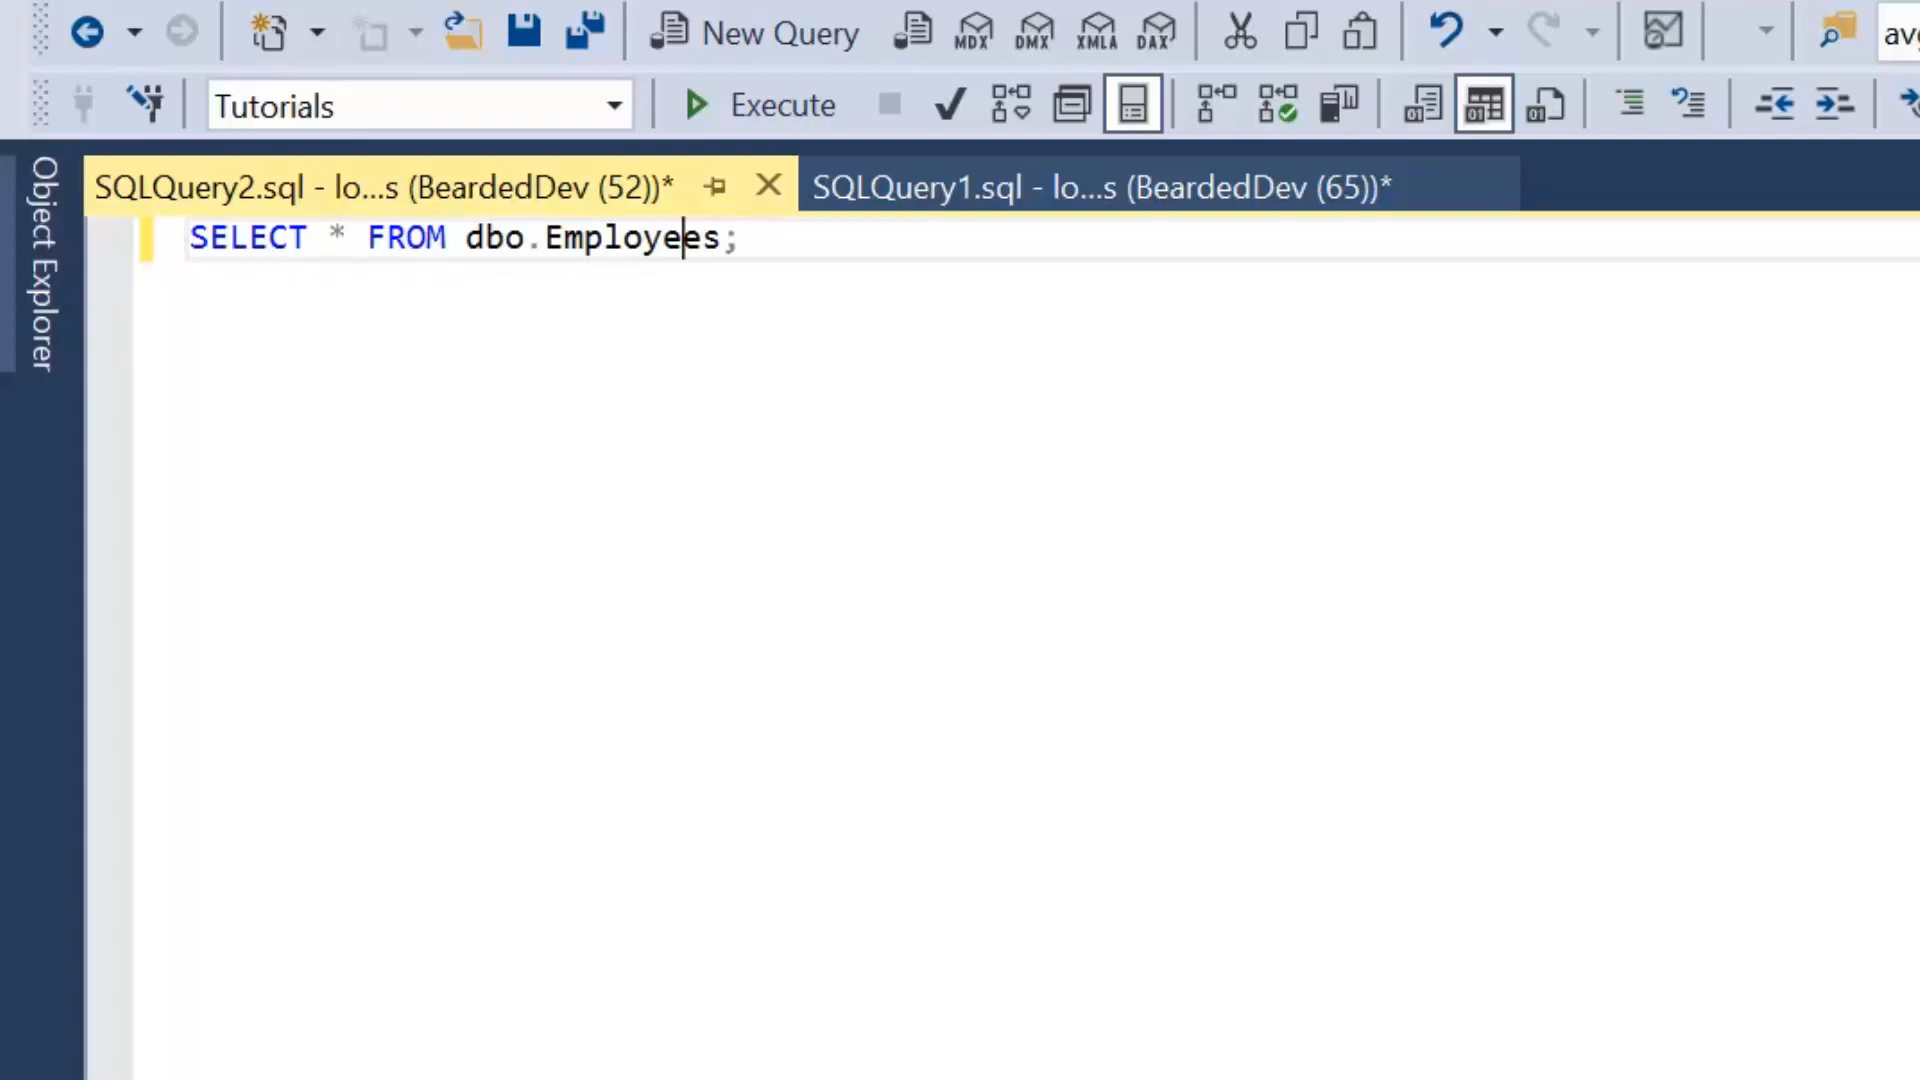 New Query MDX DMX XMLA DAX
Tutorials Execute
Object Explorer
SQLQuery2.sql - lo...s (BeardedDev (52))* SQLQuery1.sql - lo...s (BeardedDev (65))*
SELECT * FROM dbo.Employees;